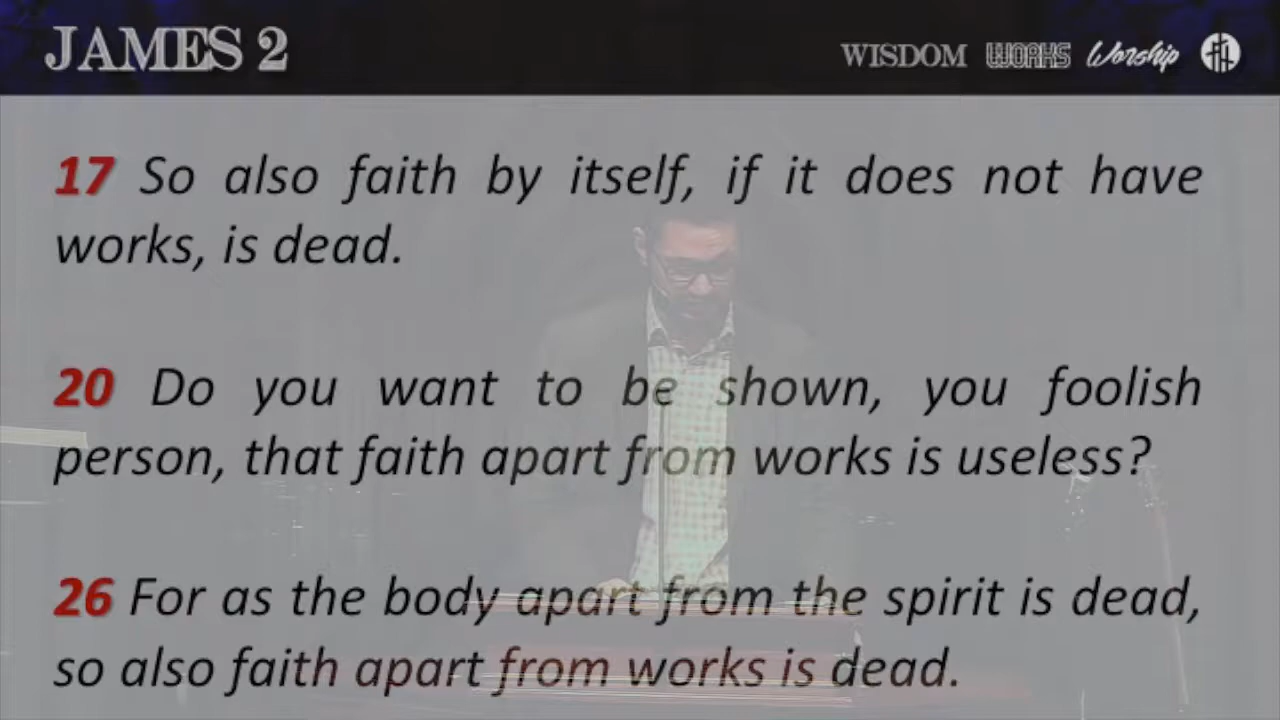 JAMES 2
WISDOM WORKS Worship
17 So also faith by itself, if it does not have
works, is dead.
20 Do you want to be shown, you foolish
person, that faith apart from works is useless?
26 For as the body apart from the spirit is dead,
so also faith apart from works is dead.